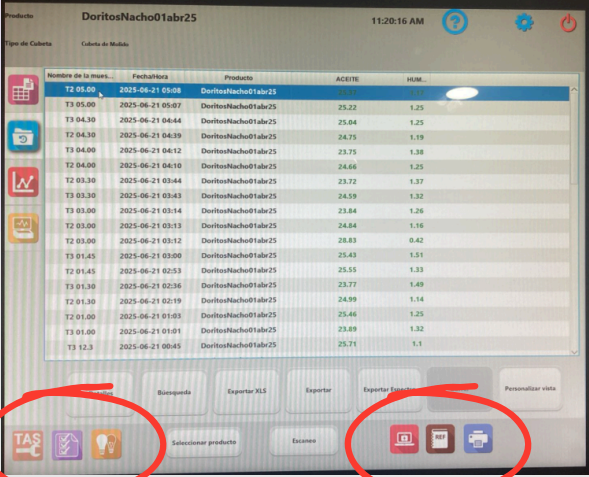 Producto DoritosNacho01abr25 11:20:16 AM
Tipo de Cubeta Cubeta de Molido
Nombre de la mues... Fecha/Hora Producto ACEITE HUM...
T2 05.00 2025-06-21 05:08 DoritosNacho01abr25
T3 05.00 2025-06-21 05:07 DoritosNacho01abr25 25.22 1.25
T3 04.30 2025-06-21 04:44 DoritosNacho01abr25 25.04 1.25
T2 04.30 2025-06-21 04:39 DoritosNacho01abr25 24.75 1.19
T3 04.00 2025-06-21 04:12 DoritosNacho01abr25 23.75 1.38
T2 04.00 2025-06-21 04:10 DoritosNacho01abr25 24.66 1.25
T2 03.30 2025-06-21 03:44 DoritosNacho01abr25 23.72 1.37
T3 03.30 2025-06-21 03:43 DoritosNacho01abr25 24.59 1.32
T3 03.00 2025-06-21 03:14 DoritosNacho01abr25 23.84 1.26
T2 03.00 2025-06-21 03:13 DoritosNacho01abr25 24.84 1.16
T2 03.00 2025-06-21 03:12 DoritosNacho01abr25 28.83 0.42
T3 01.45 2025-06-21 03:00 DoritosNacho01abr25 25.43 1.51
T2 01.45 2025-06-21 02:53 DoritosNacho01abr25 25.55 1.33
T3 01.30 2025-06-21 02:36 DoritosNacho01abr25 23.77 1.49
T2 01.30 2025-06-21 02:19 DoritosNacho01abr25 24.99 1.14
T2 01.00 2025-06-21 01:03 DoritosNacho01abr25 25.46 1.25
T3 01.00 2025-06-21 01:01 DoritosNacho01abr25 23.89 1.32
T3 12.3 2025-06-21 00:45 DoritosNacho01abr25 25.71 1.1
Búesqueda Exportar XLS Exportar Exportar Espectro Personalizar vista
TAS REF
Seleccionar producto Escaneo